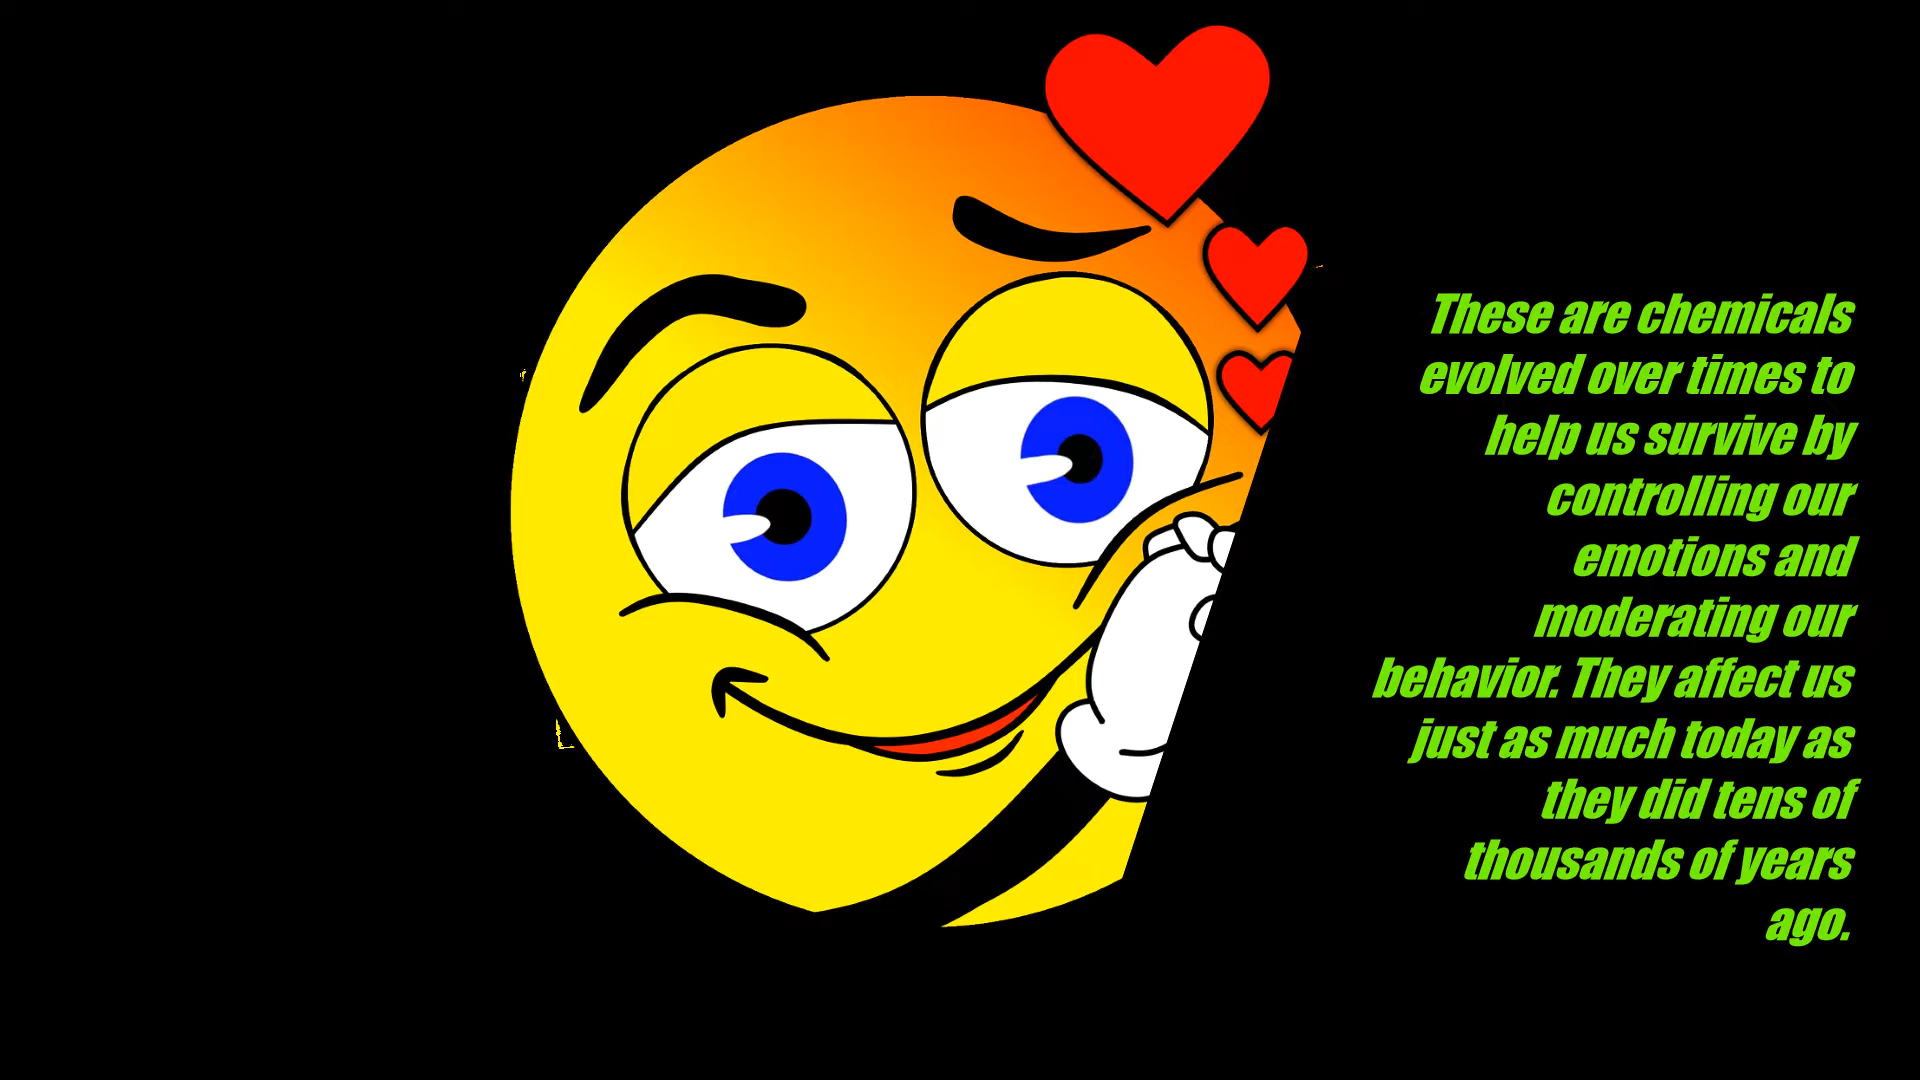 These are chemicals
evolved over times to
help us survive by
controlling our
emotions and
moderating our
behavior. They affect us
just as much today as
they did tens of
thousands of years
ago.